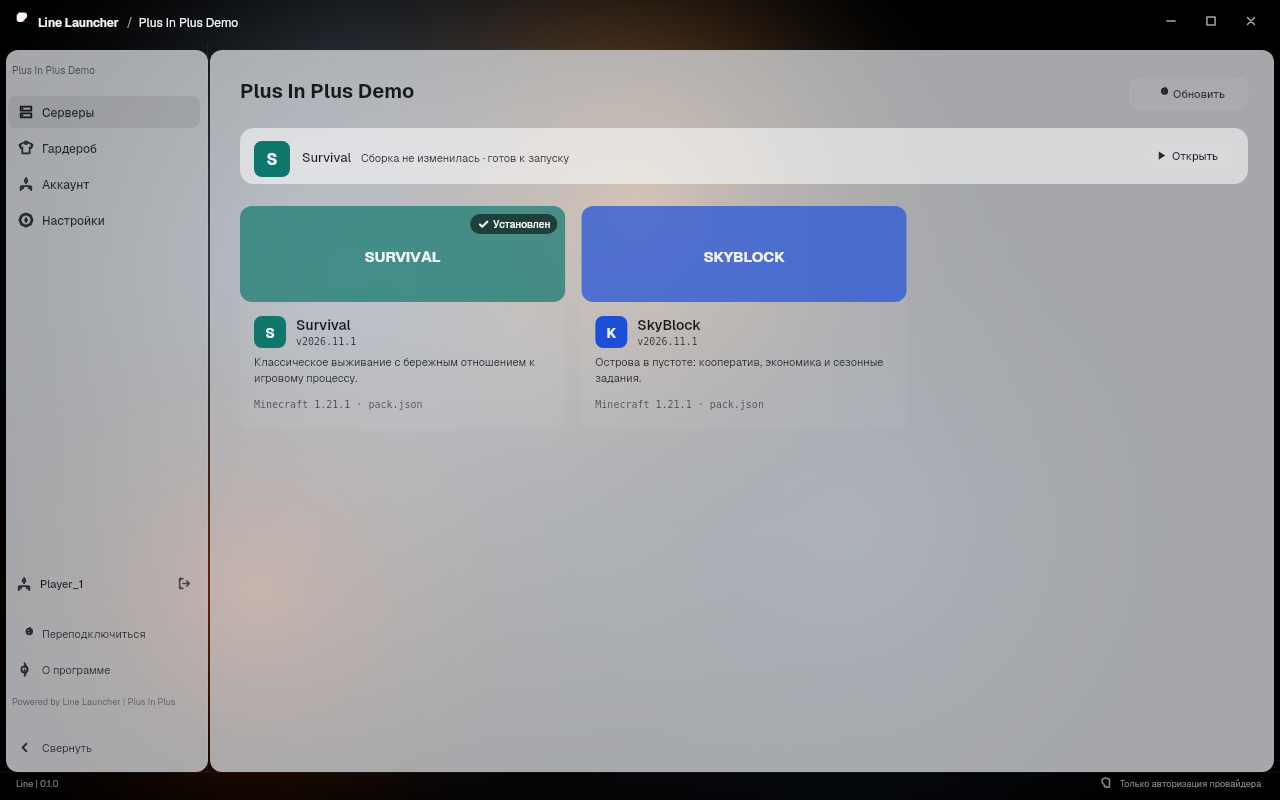 Line Launcher / Plus In Plus Demo
Plus In Plus Demo
Серверы
Гардероб
Аккаунт
Настройки
Player_1
Переподключиться
О программе
Powered by Line Launcher | Plus In Plus
Свернуть
Plus In Plus Demo
Обновить
S Survival Сборка не изменилась · готов к запуску
Открыть
Установлен
SURVIVAL
S Survival
v2026.11.1
Классическое выживание с бережным отношением к
игровому процессу.
Minecraft 1.21.1 · pack.json
SKYBLOCK
K SkyBlock
v2026.11.1
Острова в пустоте: кооператив, экономика и сезонные
задания.
Minecraft 1.21.1 · pack.json
Line | 0.1.0
Только авторизация провайдера